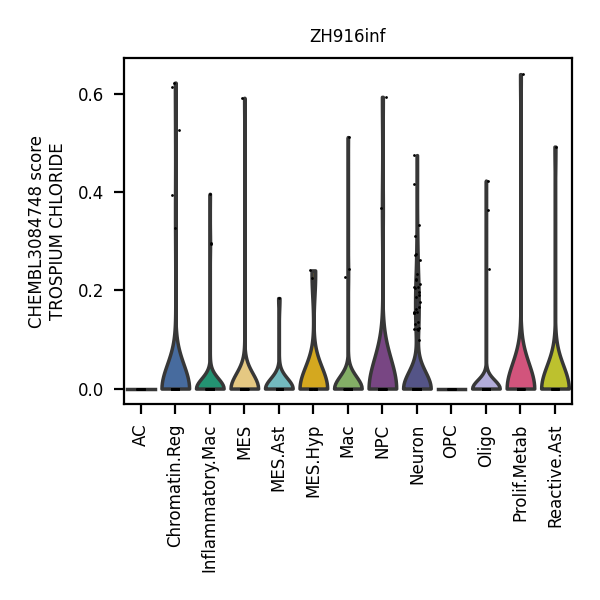 ZH916inf
CHEMBL3084748 score
TROSPIUM CHLORIDE
0.6
0.4
0.2
0.0
AC
Chromatin.Reg
Inflammatory.Mac
MES
MES.Ast
MES.Hyp
Mac
NPC
Neuron
OPC
Oligo
Prolif.Metab
Reactive.Ast